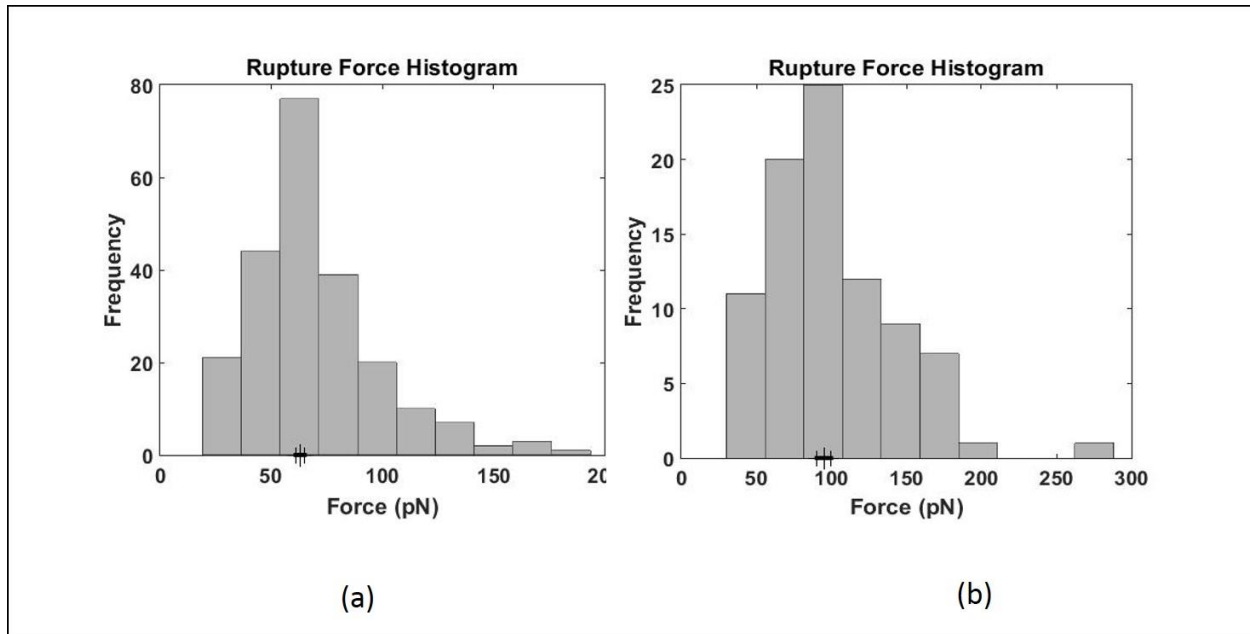 Rupture Force Histogram
80
60
40
20
0
Frequency
0 50 100 150 20
Force (pN)
(a)
Rupture Force Histogram
25
20
15
10
5
0
Frequency
0 50 100 150 200 250 300
Force (pN)
(b)